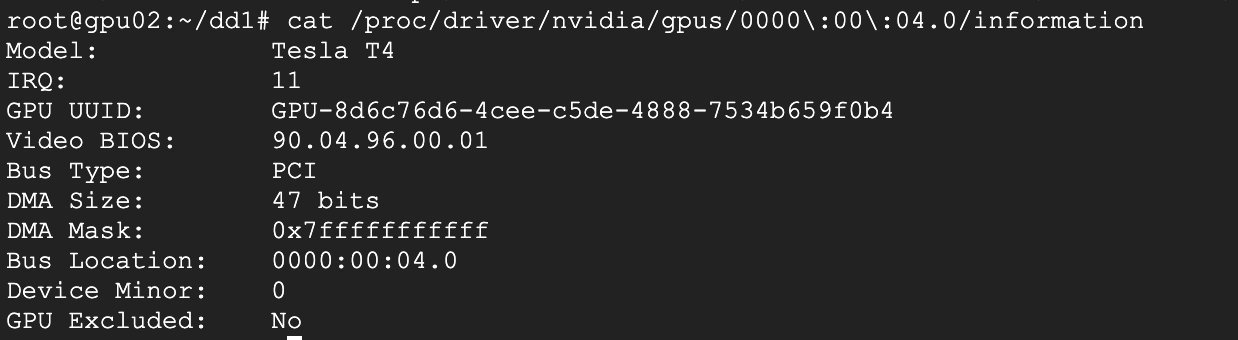 root@gpu02:~/dd1# cat /proc/driver/nvidia/gpus/0000\:00\:04.0/information
Model: Tesla T4
IRQ: 11
GPU UUID: GPU-8d6c76d6-4cee-c5de-4888-7534b659f0b4
Video BIOS: 90.04.96.00.01
Bus Type: PCI
DMA Size: 47 bits
DMA Mask: 0x7fffffffffff
Bus Location: 0000:00:04.0
Device Minor: 0
GPU Excluded: No